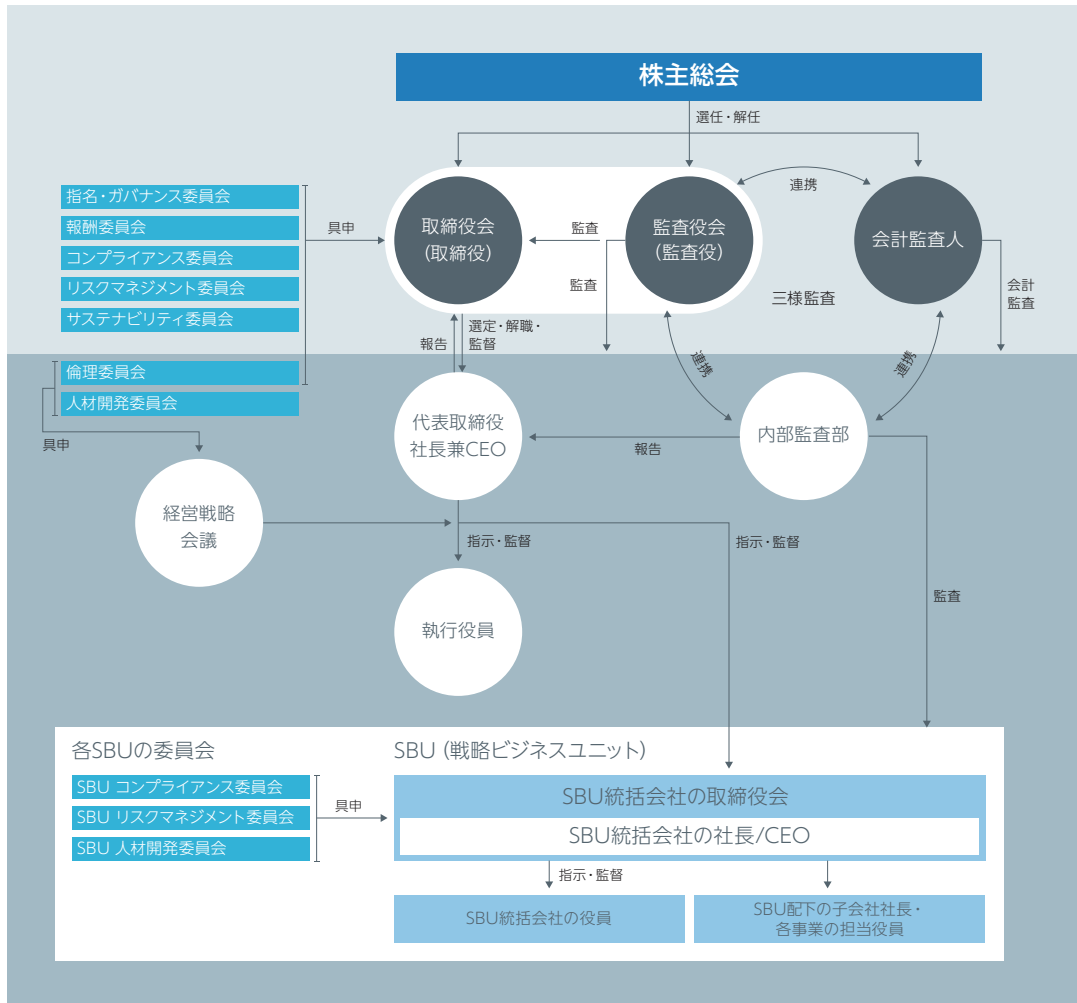 株主総会
選任・解任
指名・ガバナンス委員会
報酬委員会
コンプライアンス委員会
リスクマネジメント委員会
サステナビリティ委員会
倫理委員会
人材開発委員会
具申
具申
取締役会
(取締役)
監査
監査役会
(監査役)
監査
連携
会計監査人
三様監査
会計
監査
報告
選定・解職・
監督
連携
連携
代表取締役
社長兼CEO
報告
内部監査部
経営戦略
会議
指示・監督
指示・監督
監査
執行役員
各SBUの委員会
SBU コンプライアンス委員会
SBU リスクマネジメント委員会
SBU 人材開発委員会
具申
SBU (戦略ビジネスユニット)
SBU統括会社の取締役会
SBU統括会社の社長/CEO
指示・監督
SBU統括会社の役員
SBU配下の子会社社長・
各事業の担当役員